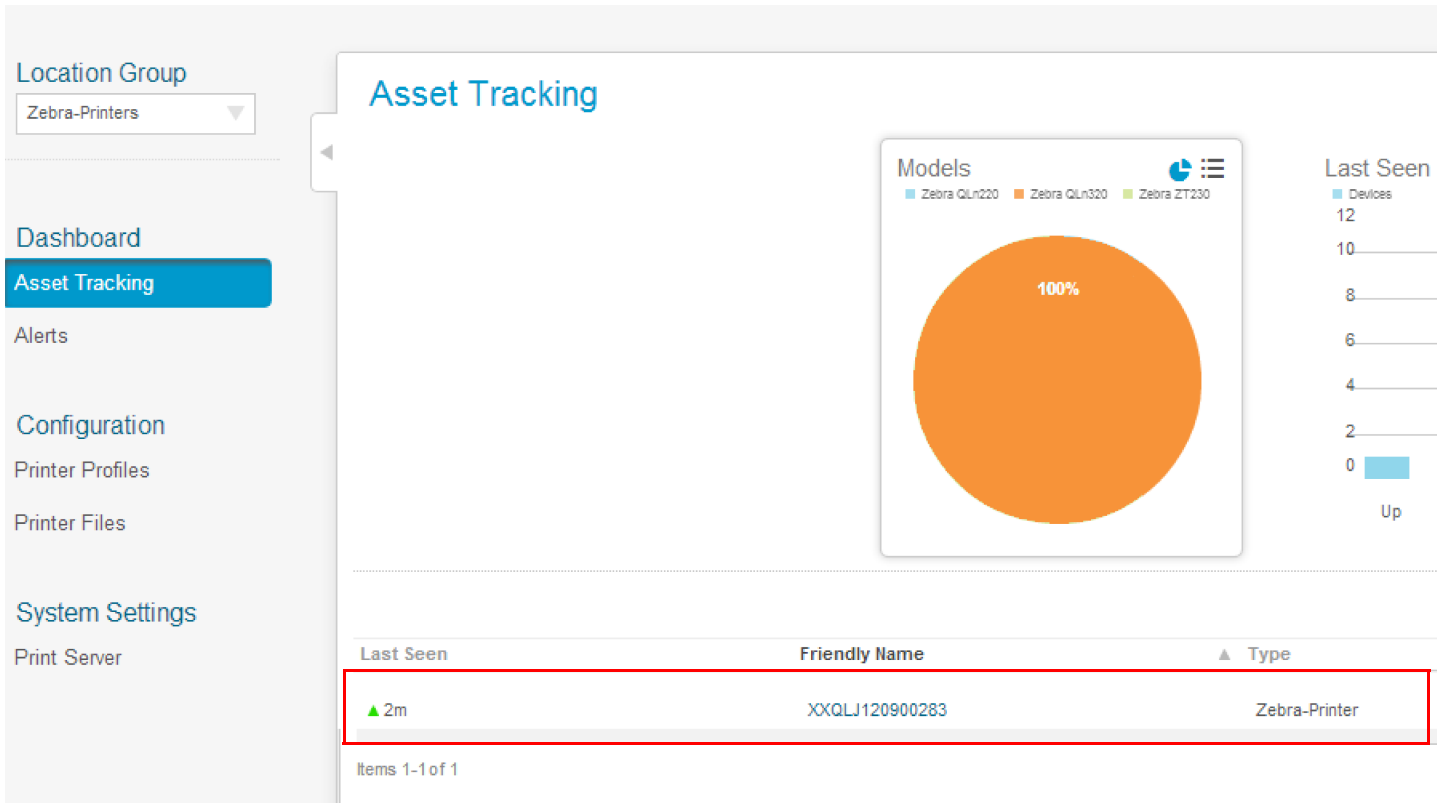 Location Group
Zebra-Printers
Dashboard
Asset Tracking
Alerts
Configuration
Printer Profiles
Printer Files
System Settings
Print Server
Asset Tracking
Models
Zebra QLn220 Zebra QLn320 Zebra ZT230
100%
Last Seen
Devices
12
10
8
6
4
2
0
Up
Last Seen Friendly Name Type
2m XXQLJ120900283 Zebra-Printer
Items 1-1 of 1